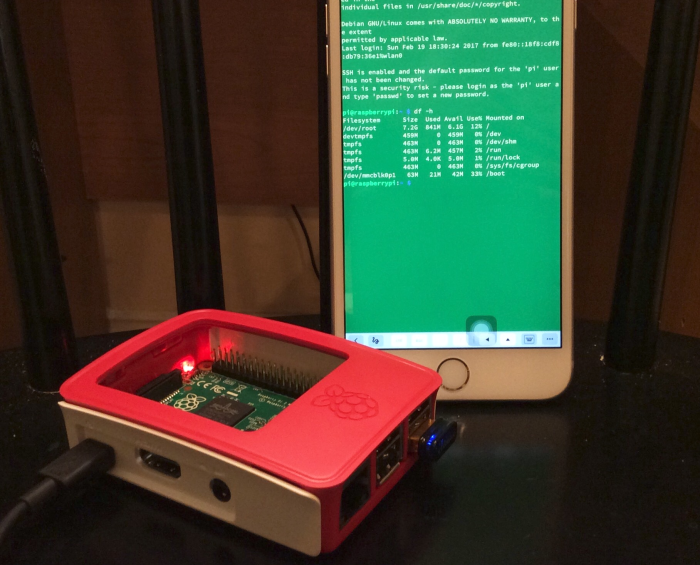 individual files in /usr/share/doc/*/copyright.
Debian GNU/Linux comes with ABSOLUTELY NO WARRANTY, to th
e extent
permitted by applicable law.
Last login: Sun Feb 19 18:30:24 2017 from fe80::18f8:cdf8
:db79:36e1%wlan0
SSH is enabled and the default password for the 'pi' user
has not been changed.
This is a security risk - please login as the 'pi' user a
nd type 'passwd' to set a new password.
pi@raspberrypi:~ $ df -h
Filesystem Size Used Avail Use% Mounted on
/dev/root 7.2G 841M 6.1G 12% /
devtmpfs 459M 0 459M 0% /dev
tmpfs 463M 0 463M 0% /dev/shm
tmpfs 463M 6.2M 457M 2% /run
tmpfs 5.0M 4.0K 5.0M 1% /run/lock
tmpfs 463M 0 463M 0% /sys/fs/cgroup
/dev/mmcblk0p1 63M 21M 42M 33% /boot
pi@raspberrypi:~ $